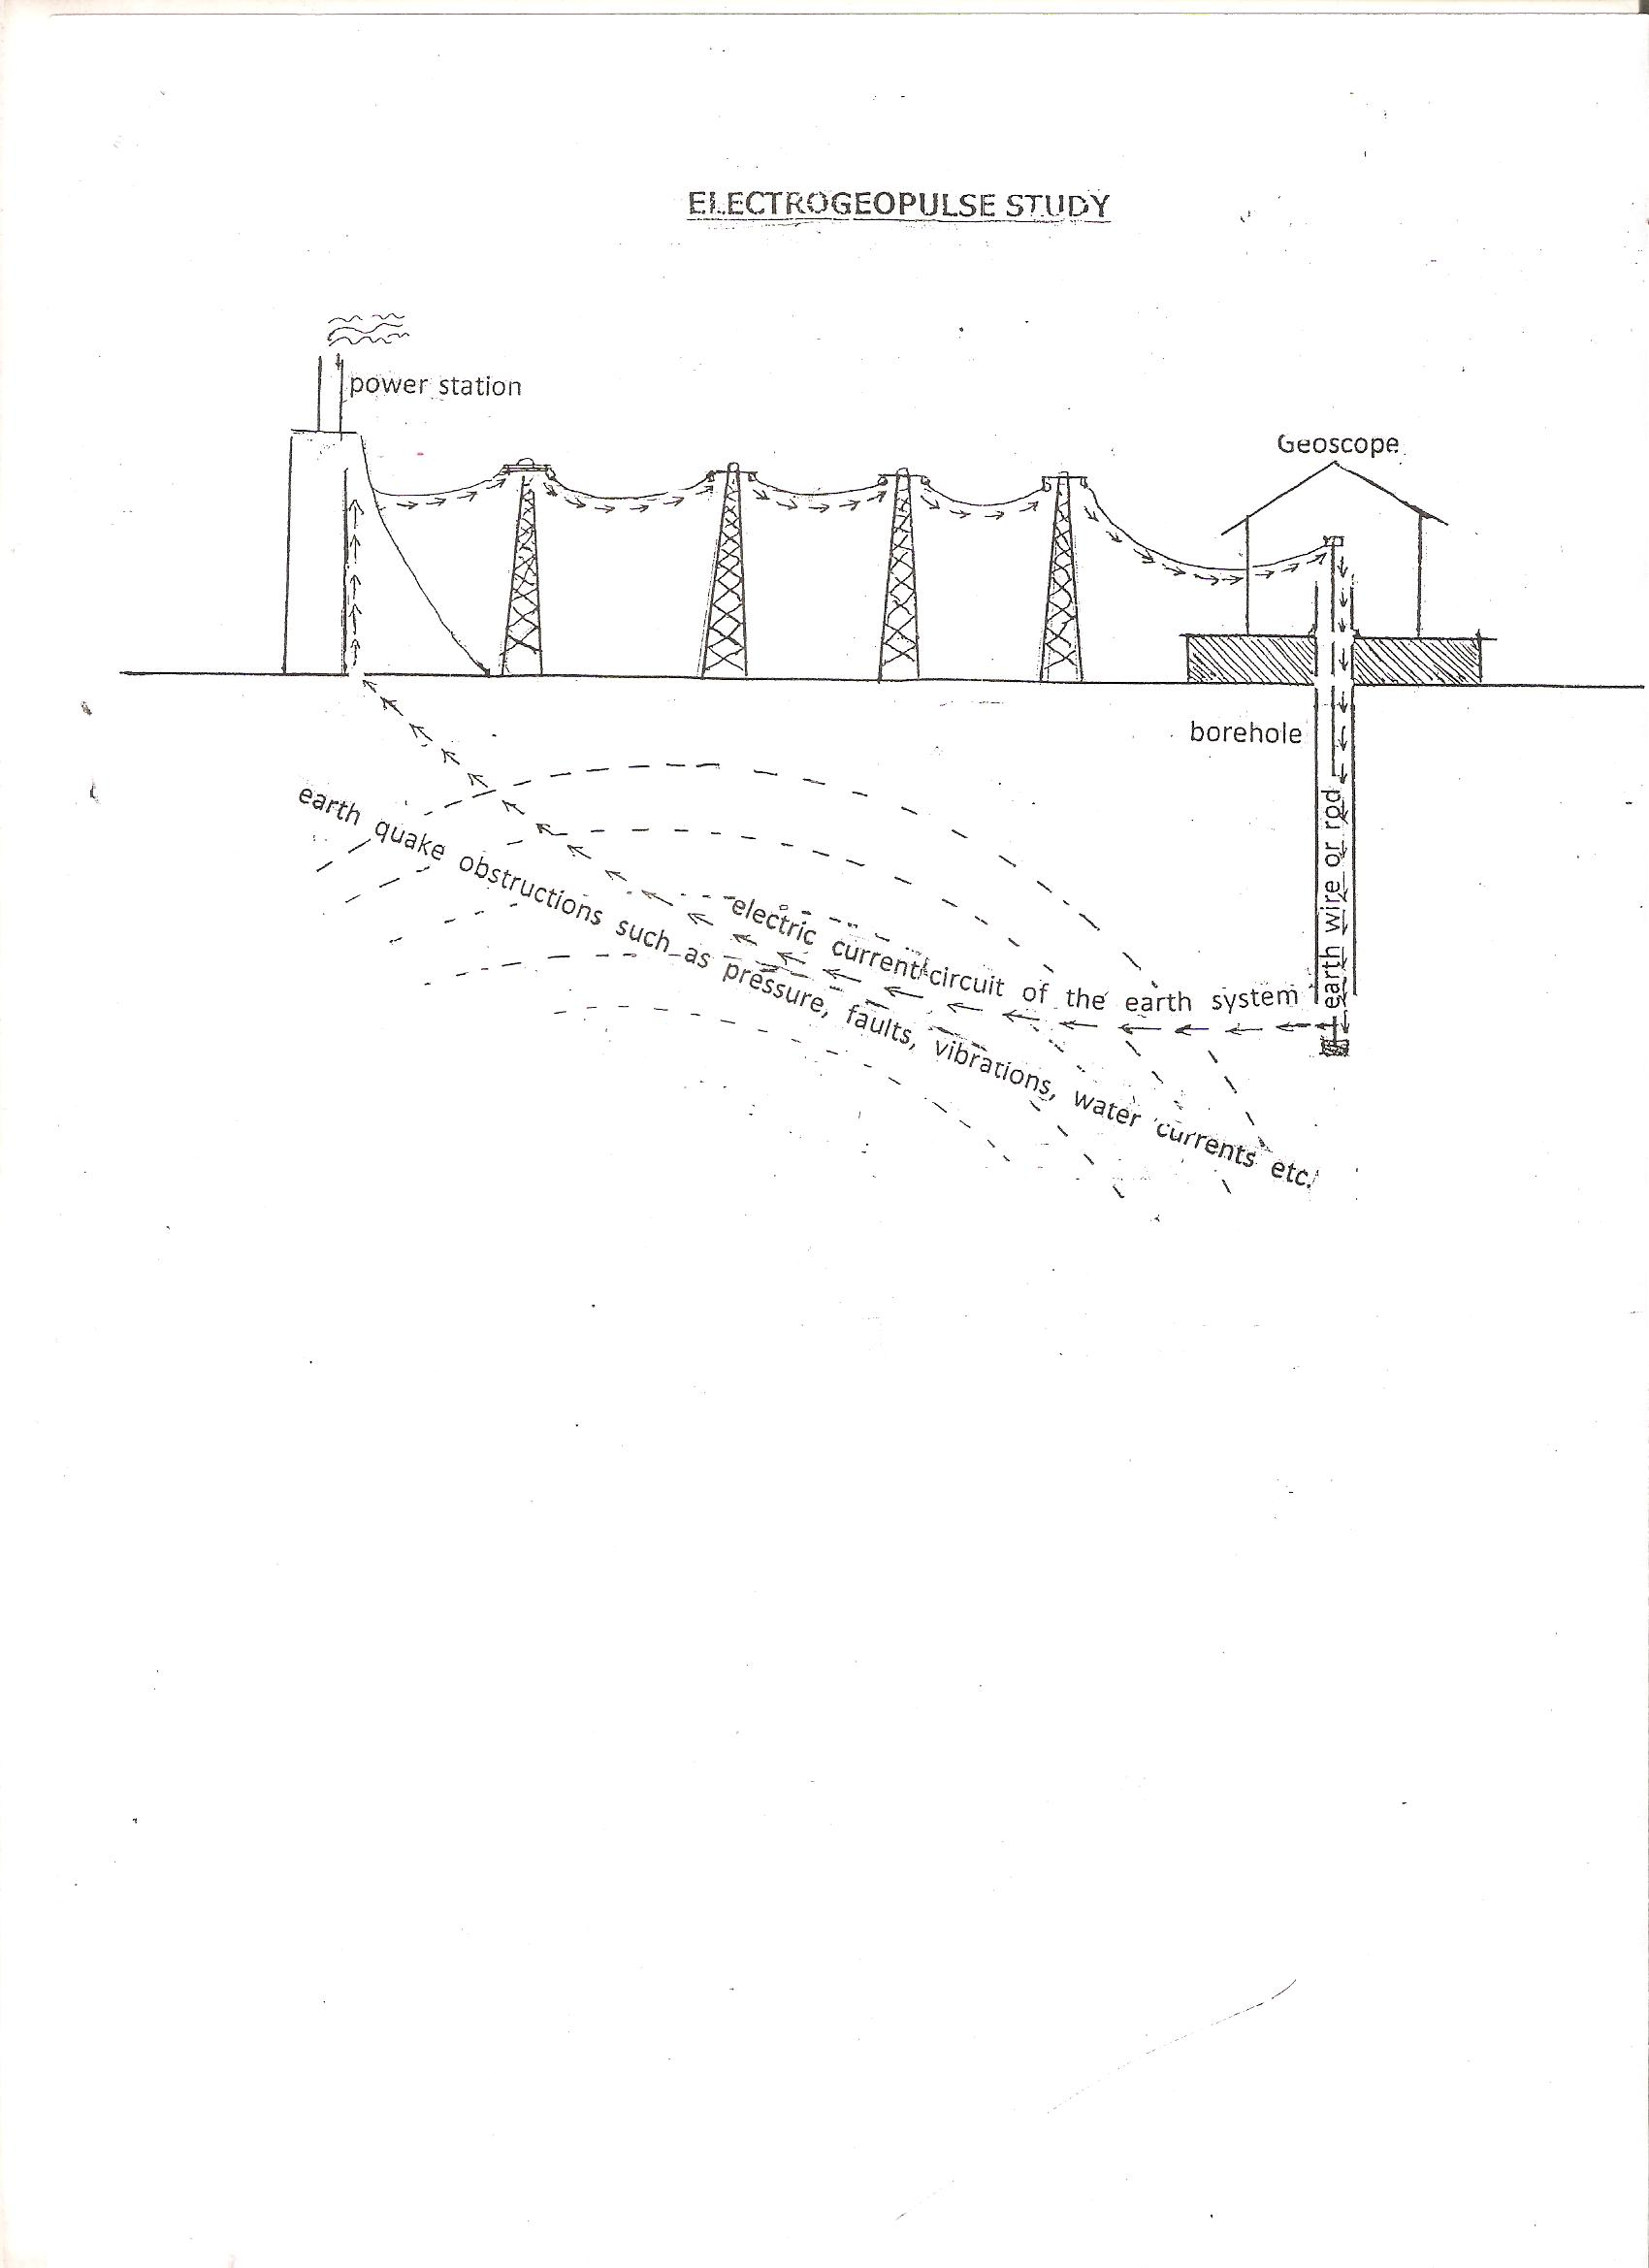 ELECTROGEOPULSE STUDY
power station
Geoscope
borehole
earth wire or rod
electric current circuit of the earth system
earth quake obstructions such as pressure, faults, vibrations, water currents etc.